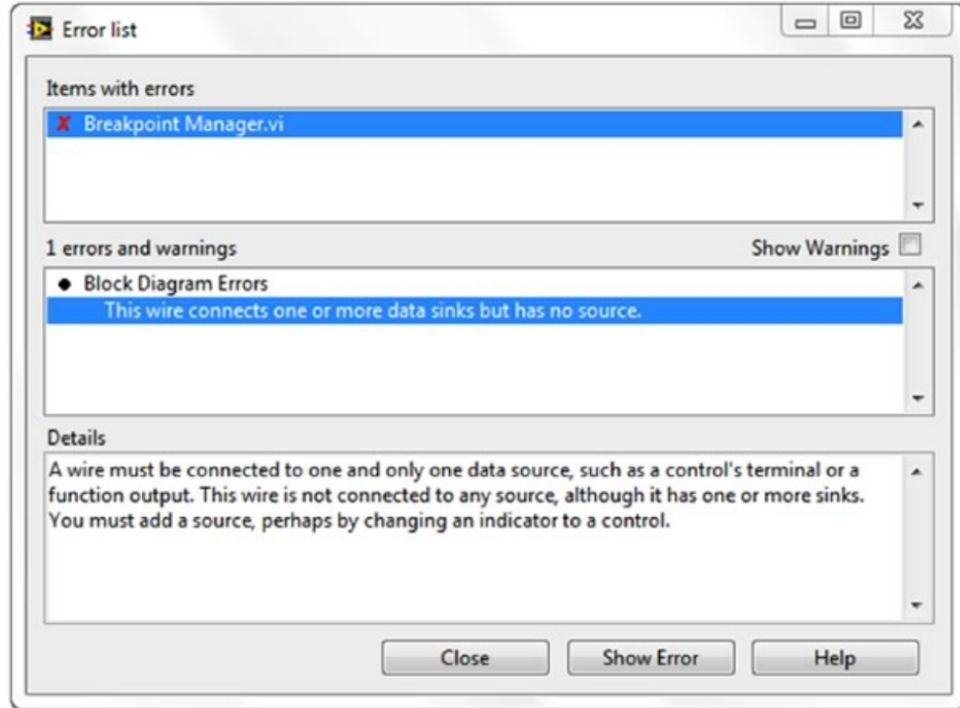 Error list
Items with errors
X Breakpoint Manager.vi
1 errors and warnings
Show Warnings
● Block Diagram Errors
This wire connects one or more data sinks but has no source.
Details
A wire must be connected to one and only one data source, such as a control's terminal or a
function output. This wire is not connected to any source, although it has one or more sinks.
You must add a source, perhaps by changing an indicator to a control.
Close
Show Error
Help